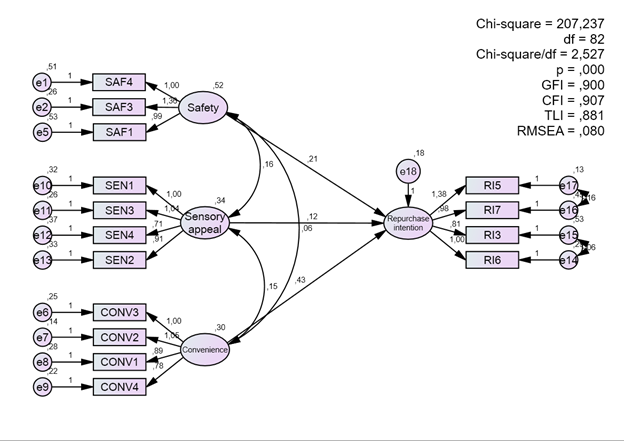 Chi-square = 207,237
df = 82
Chi-square/df = 2,527
p = ,000
GFI = ,900
CFI = ,907
TLI = ,881
RMSEA = ,080
,51
e1 1 SAF4 1,00
,26
e2 1 SAF3 1,30
,53
e5 1 SAF1 ,99
,52
Safety
,32
e10 1 SEN1 1,00
,26
e11 1 SEN3 1,04
,37
e12 1 SEN4 ,71
,33
e13 1 SEN2 ,91
,34
Sensory
appeal
,25
e6 1 CONV3 1,00
,14
e7 1 CONV2 1,05
,28
e8 1 CONV1 ,89
,22
e9 1 CONV4 ,78
,30
Convenience
,16
,15
,06
,21
,12
,43
,18
e18
1
Repurchase
intention
1,38 RI5 1 e17 ,13
,98 RI7 1 e16
,16
,81 RI3 1 e15 ,53
1,00 RI6 1 e14
,06